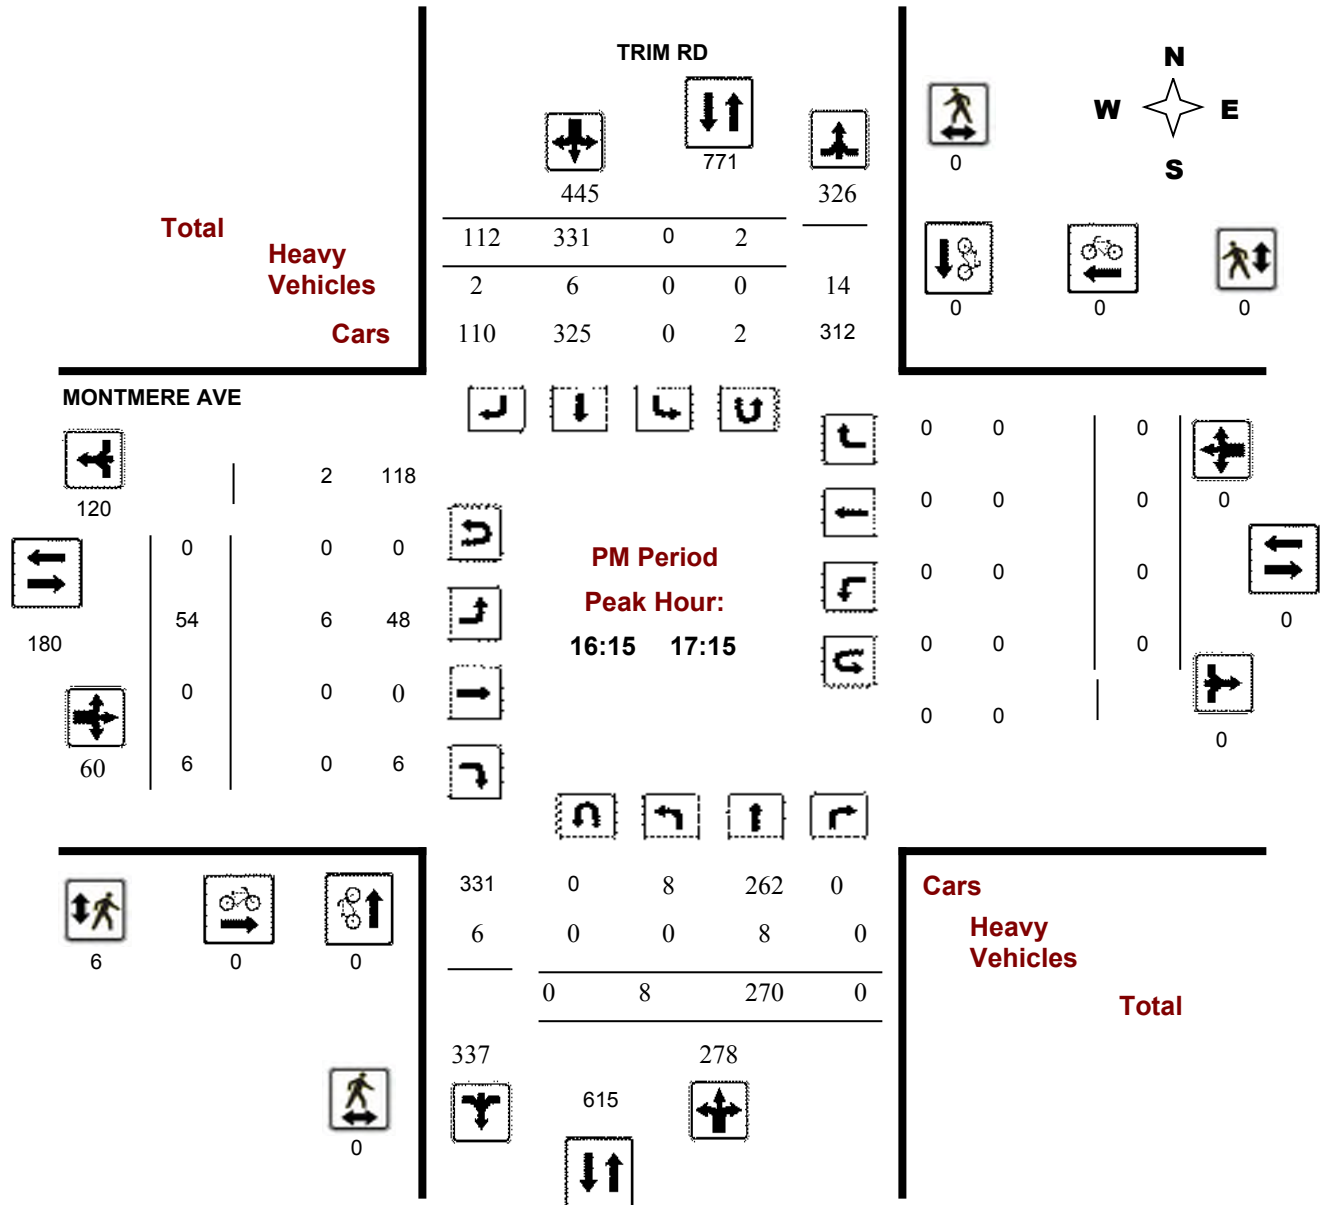 TRIM RD
N
W E
S
771
0
445
326
Total
112 331 0 2
Heavy
Vehicles
2 6 0 0 14
0 0 0
Cars
110 325 0 2 312
MONTMERE AVE
0 0 0
2 118
120
0 0 0 0
0 0 0
PM Period
0 0 0
Peak Hour:
54 6 48
0
180
16:15 17:15
0 0 0
0 0 0
0 0
0
60 6 0 6
331 0 8 262 0
Cars
6 0 0 8 0
Heavy
Vehicles
6 0 0
0 8 270 0
Total
337 278
615
0